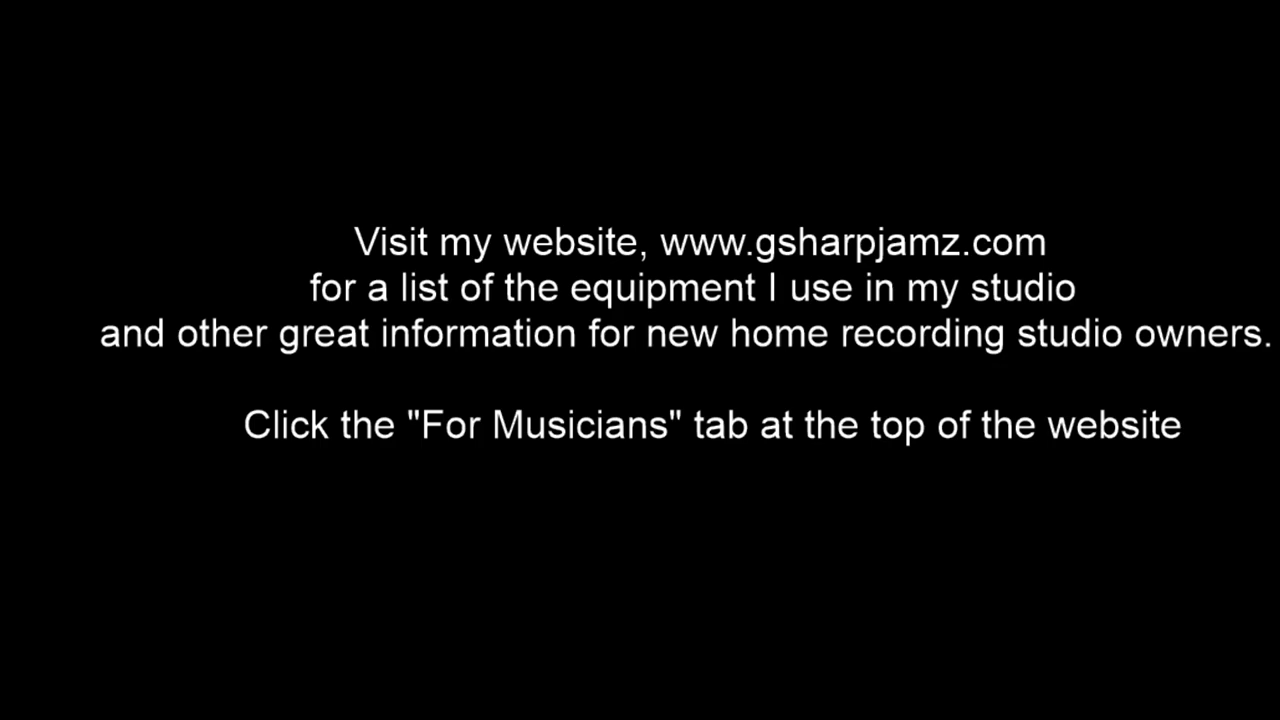 Visit my website, www.gsharpjamz.com
for a list of the equipment I use in my studio
and other great information for new home recording studio owners.
Click the "For Musicians" tab at the top of the website